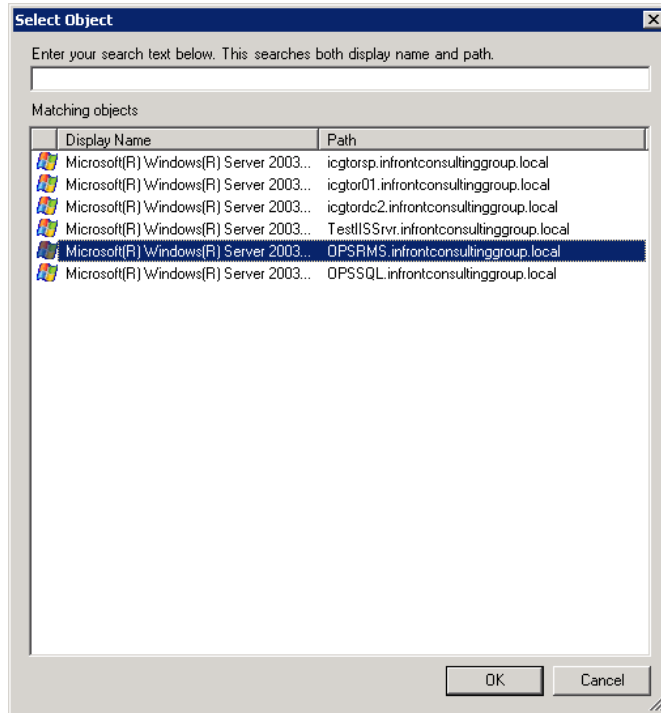 Select Object
Enter your search text below. This searches both display name and path.
Matching objects
Display Name Path
Microsoft(R) Windows(R) Server 2003... icgtorsp.infrontconsultinggroup.local
Microsoft(R) Windows(R) Server 2003... icgtor01.infrontconsultinggroup.local
Microsoft(R) Windows(R) Server 2003... icgtordc2.infrontconsultinggroup.local
Microsoft(R) Windows(R) Server 2003... TestIISSrvr.infrontconsultinggroup.local
Microsoft(R) Windows(R) Server 2003... OPSRMS.infrontconsultinggroup.local
Microsoft(R) Windows(R) Server 2003... OPSSQL.infrontconsultinggroup.local
OK Cancel